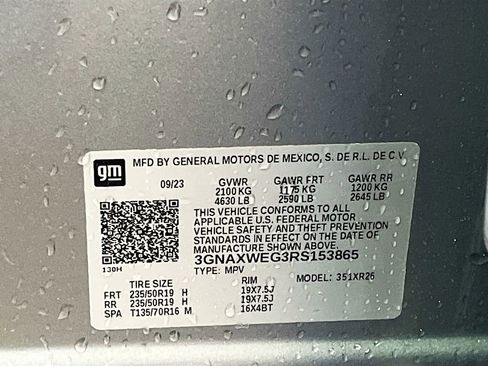 gm MFD BY GENERAL MOTORS DE MEXICO, S. DE R.L. DE C.V.
09/23 GVWR GAWR FRT GAWR RR
2100 KG 1175 KG 1200 KG
4630 LB 2590 LB 2645 LB
THIS VEHICLE CONFORMS TO ALL
APPLICABLE U.S. FEDERAL MOTOR
VEHICLE SAFETY AND THEFT PREVENTION
STANDARDS IN EFFECT ON THE DATE OF
MANUFACTURE SHOWN ABOVE.
3GNAXWEG3RS153865
130H TYPE: MPV MODEL: 351XR26
TIRE SIZE RIM
FRT 235/50R19 H 19X7.5J
RR 235/50R19 H 19X7.5J
SPA T135/70R16 M 16X4BT